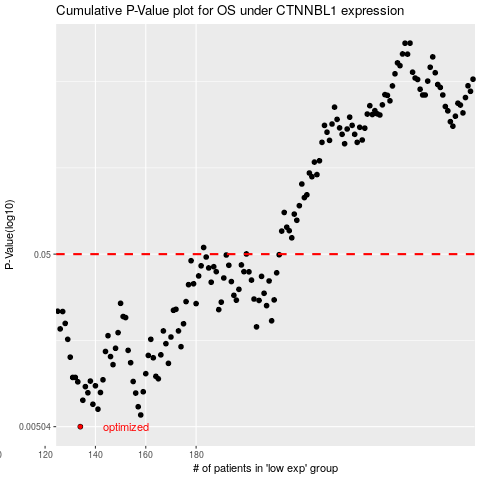 Cumulative P-Value plot for OS under CTNNBL1 expression
P-Value(log10)
0.05
0.00504
optimized
0
120
140
160
180
# of patients in 'low exp' group